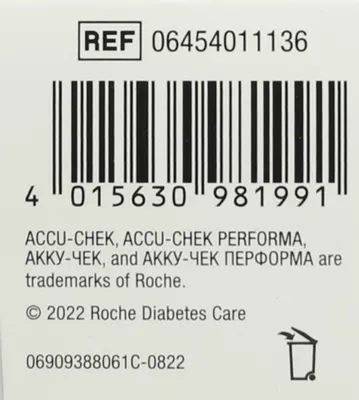 REF 06454011136
4 015630 981991
ACCU-CHEK, ACCU-CHEK PERFORMA,
АККУ-ЧЕК, and АККУ-ЧЕК ПЕРФОРМА are
trademarks of Roche.
© 2022 Roche Diabetes Care
06909388061C-0822